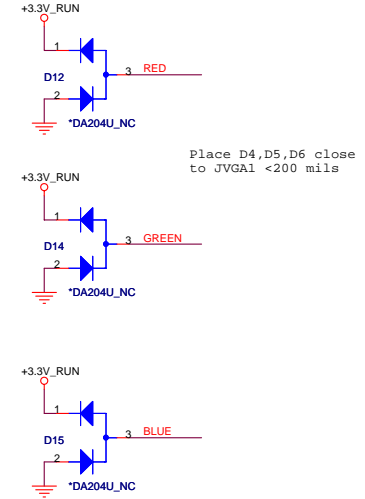 +3.3V_RUN
1
D12
3 RED
2
*DA204U_NC
Place D4,D5,D6 close
to JVGA1 <200 mils
+3.3V_RUN
1
D14
3 GREEN
2
*DA204U_NC
+3.3V_RUN
1
D15
3 BLUE
2
*DA204U_NC